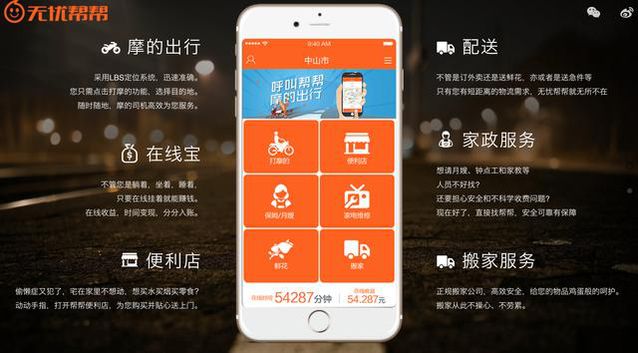 无忧帮帮
摩的出行
采用LBS定位系统，迅速准确。
您只需点击打摩的功能、选择目的地。
随时随地、摩的司机高效为您服务。
在线宝
不管您是躺着，坐着，睡着，
只要在线挂着就能赚钱。
在线收益，时间变现，分分入账。
便利店
偷懒症又犯了，宅在家里不想动，想买水买烟买零食？
动动手指，打开帮帮便利店，为您购买并贴心送上门。
9:40 AM
中山市
呼叫帮帮
摩的出行
打摩的
便利店
保姆/月嫂
家电维修
鲜花
搬家
在线时间 54287分钟
54.287元
配送
不管是订外卖还是送鲜花，亦或者是送急件等
只有您有短距离的物流需求，无忧帮帮就无所不在
家政服务
想请月嫂、钟点工和家教等
人员不好找？
还要担心安全和不科学收费问题？
现在好了，直接找帮帮，安全可靠有保障
搬家服务
正规搬家公司，高效安全，给您的物品鸡蛋般的呵护。
搬家从此不操心、不劳累。